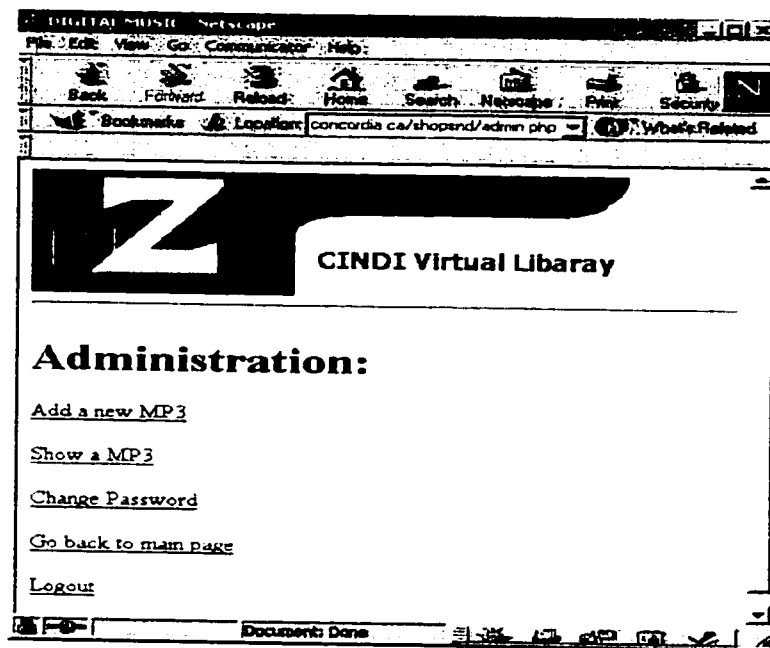 DIGITAL MUSIC - Netscape
File Edit View Go Communicator Help
Back Forward Reload Home Search Netscape Print Security N
Bookmarks Location: concordia ca/shopsnd/admin php What's Related
Z
CINDI Virtual Libaray
Administration:
Add a new MP3
Show a MP3
Change Password
Go back to main page
Logout
Document: Done